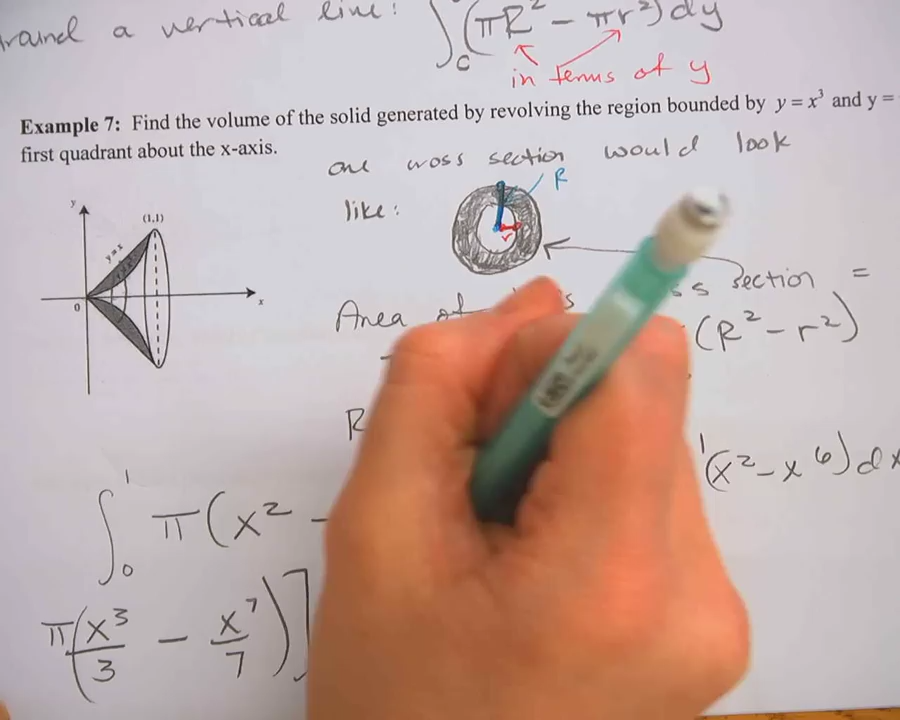 around a vertical line: ∫c (πR² − πr²) dy
in terms of y
Example 7: Find the volume of the solid generated by revolving the region bounded by y = x³ and y =
first quadrant about the x-axis.
one cross section would look
like:
R
r
y
(1,1)
y = x
0
x
Area of section =
(R² − r²)
R
1 (x² − x⁶) dx
∫₀¹ π(x² −
π(x³/3 − x⁷/7)]